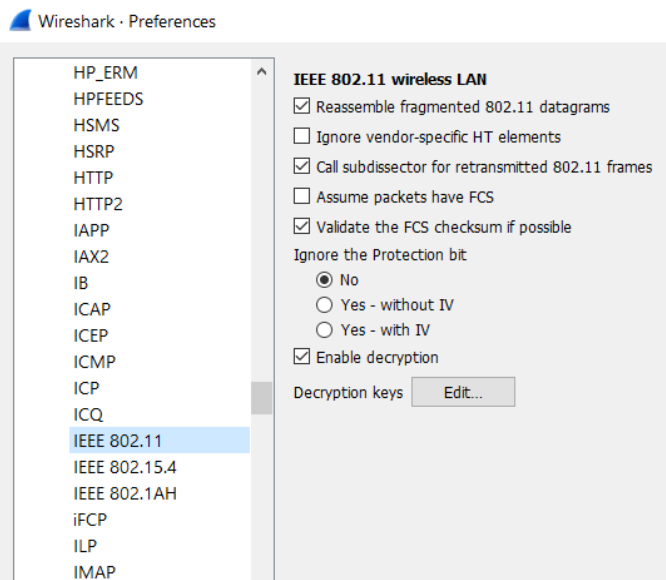 Wireshark · Preferences
HP_ERM
HPFEEDS
HSMS
HSRP
HTTP
HTTP2
IAPP
IAX2
IB
ICAP
ICEP
ICMP
ICP
ICQ
IEEE 802.11
IEEE 802.15.4
IEEE 802.1AH
iFCP
ILP
IMAP
IEEE 802.11 wireless LAN
Reassemble fragmented 802.11 datagrams
Ignore vendor-specific HT elements
Call subdissector for retransmitted 802.11 frames
Assume packets have FCS
Validate the FCS checksum if possible
Ignore the Protection bit
No
Yes - without IV
Yes - with IV
Enable decryption
Decryption keys Edit...